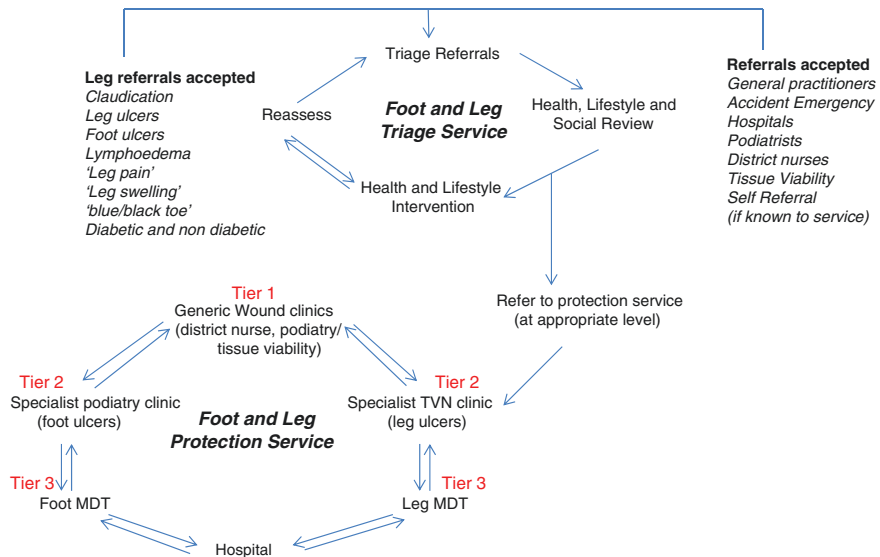 Triage Referrals
Leg referrals accepted
Claudication
Leg ulcers
Foot ulcers
Lymphoedema
‘Leg pain’
‘Leg swelling’
‘blue/black toe’
Diabetic and non diabetic
Reassess
Foot and Leg
Triage Service
Health, Lifestyle and
Social Review
Health and Lifestyle
Intervention
Referrals accepted
General practitioners
Accident Emergency
Hospitals
Podiatrists
District nurses
Tissue Viability
Self Referral
(if known to service)
Refer to protection service
(at appropriate level)
Tier 1
Generic Wound clinics
(district nurse, podiatry/
tissue viability)
Tier 2
Specialist podiatry clinic
(foot ulcers)
Foot and Leg
Protection Service
Tier 2
Specialist TVN clinic
(leg ulcers)
Tier 3
Foot MDT
Tier 3
Leg MDT
Hospital